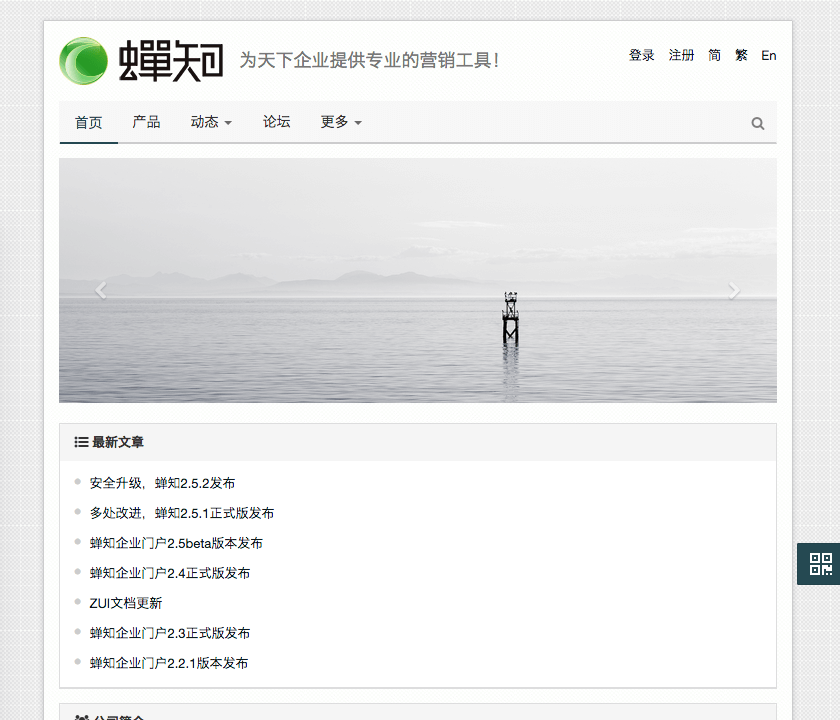 蟬知 为天下企业提供专业的营销工具! 登录 注册 简 繁 En
首页 产品 动态 论坛 更多
最新文章
安全升级，蝉知2.5.2发布
多处改进，蝉知2.5.1正式版发布
蝉知企业门户2.5beta版本发布
蝉知企业门户2.4正式版发布
ZUI文档更新
蝉知企业门户2.3正式版发布
蝉知企业门户2.2.1版本发布
公司简介